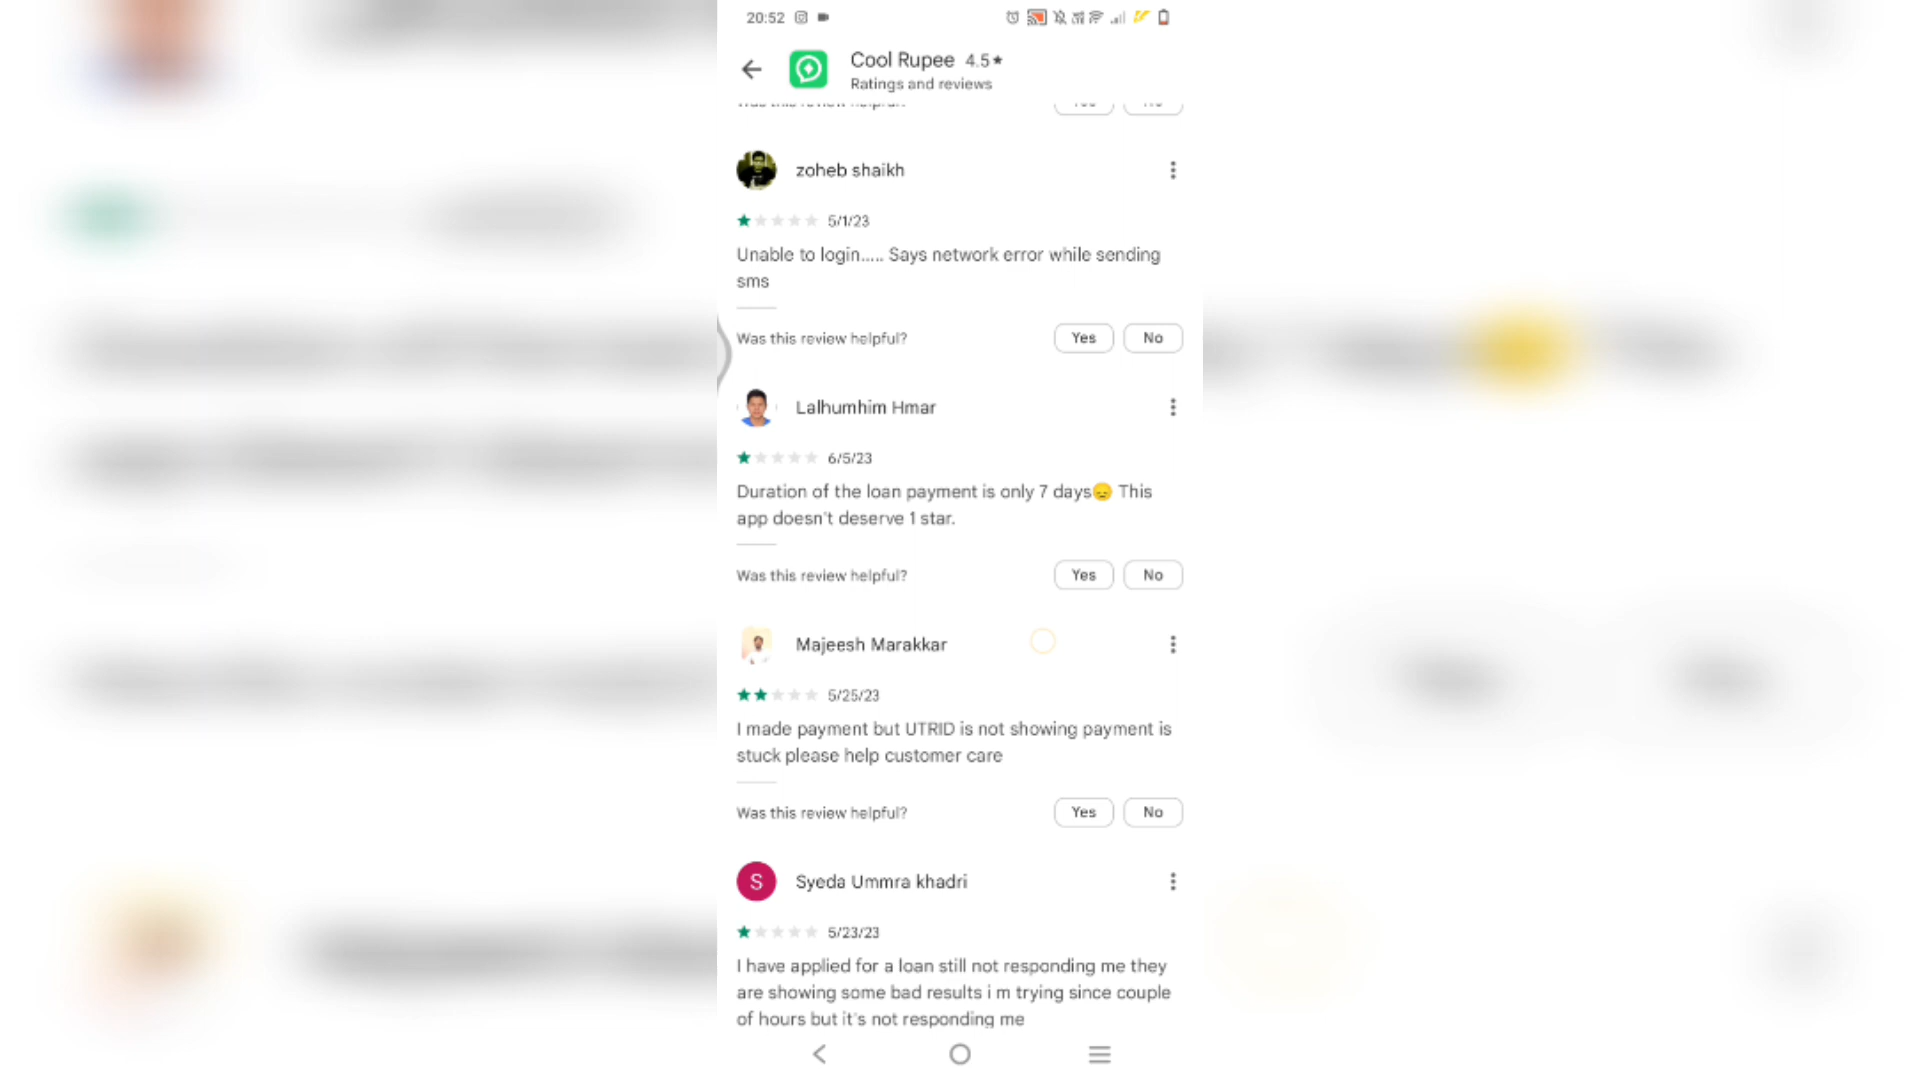 20:52
Cool Rupee 4.5★
Ratings and reviews
zoheb shaikh
5/1/23
Unable to login..... Says network error while sending
sms
Was this review helpful?
Yes
No
Lalhumhim Hmar
6/5/23
Duration of the loan payment is only 7 days😞 This
app doesn't deserve 1 star.
Was this review helpful?
Yes
No
Majeesh Marakkar
5/25/23
I made payment but UTRID is not showing payment is
stuck please help customer care
Was this review helpful?
Yes
No
S
Syeda Ummra khadri
5/23/23
I have applied for a loan still not responding me they
are showing some bad results i m trying since couple
of hours but it's not responding me